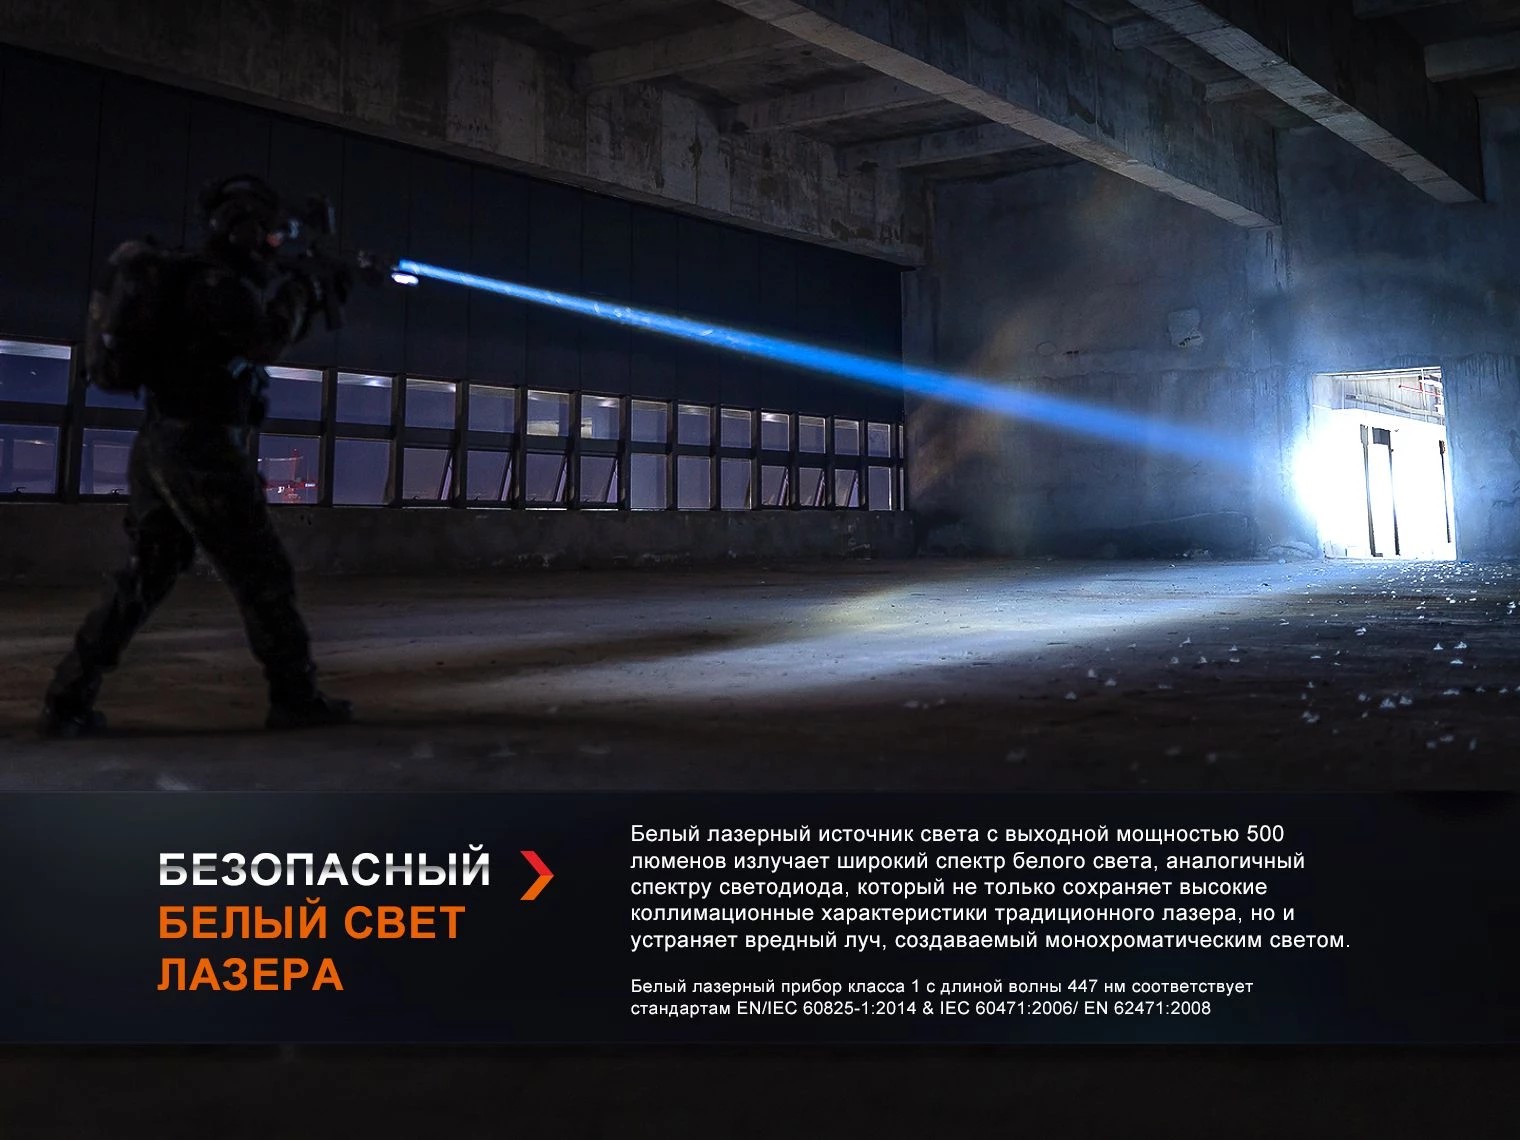 БЕЗОПАСНЫЙ
БЕЛЫЙ СВЕТ
ЛАЗЕРА
Белый лазерный источник света с выходной мощностью 500
люменов излучает широкий спектр белого света, аналогичный
спектру светодиода, который не только сохраняет высокие
коллимационные характеристики традиционного лазера, но и
устраняет вредный луч, создаваемый монохроматическим светом.
Белый лазерный прибор класса 1 с длиной волны 447 нм соответствует
стандартам EN/IEC 60825-1:2014 & IEC 60471:2006/ EN 62471:2008